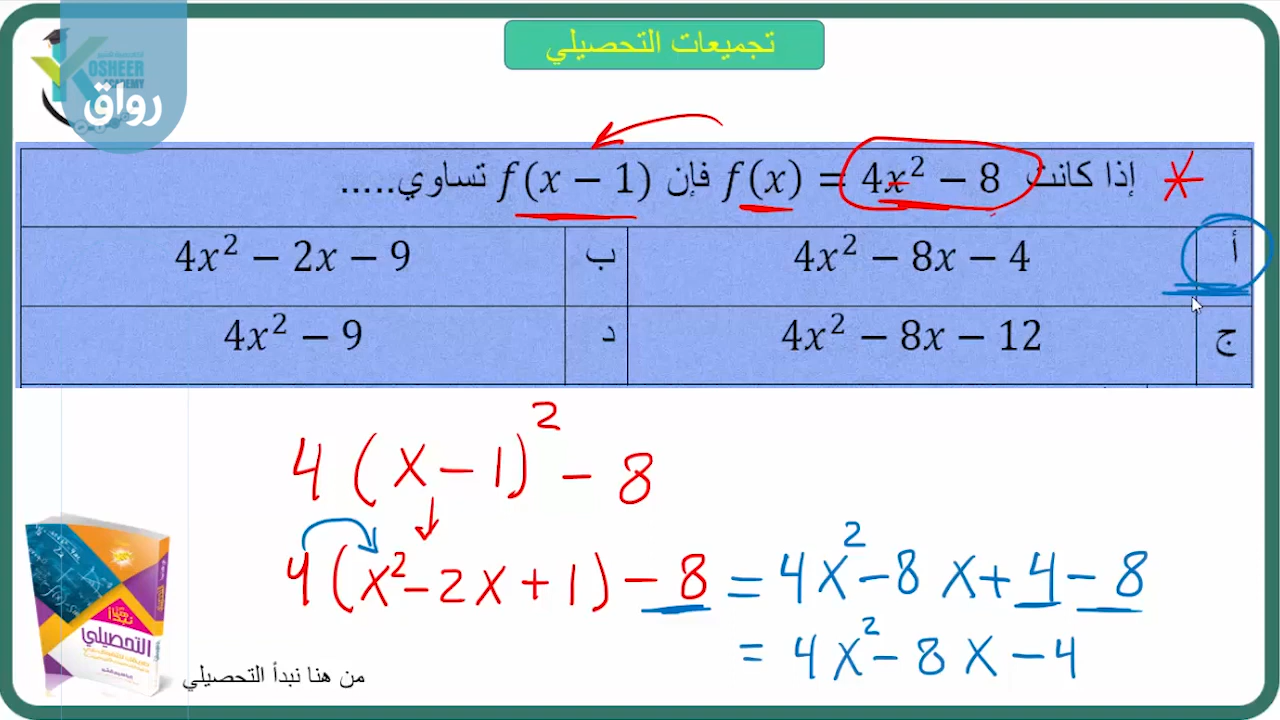 تجميعات التحصيلي
OSHEER
رواق
إذا كانت f(x) = 4x² − 8 فإن f(x − 1) تساوي.....
أ 4x² − 8x − 4 ب 4x² − 2x − 9
ج 4x² − 8x − 12 د 4x² − 9
4(x − 1)² − 8
4(x² − 2x + 1) − 8 = 4x² − 8x + 4 − 8
= 4x² − 8x − 4
التحصيلي
من هنا نبدأ التحصيلي